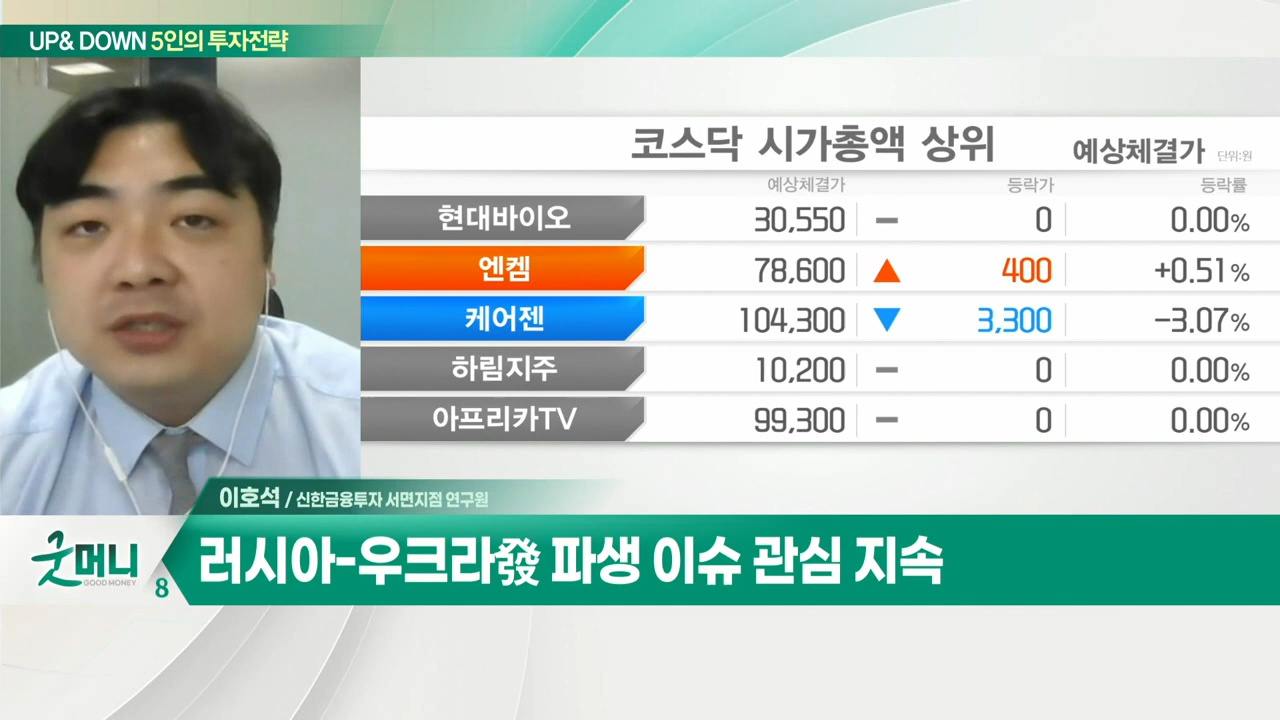 UP& DOWN 5인의 투자전략
코스닥 시가총액 상위 예상체결가 단위:원
예상체결가 등락가 등락률
현대바이오 30,550 0 0.00%
엔켐 78,600 ▲ 400 +0.51%
케어젠 104,300 ▼ 3,300 -3.07%
하림지주 10,200 0 0.00%
아프리카TV 99,300 0 0.00%
이호석 / 신한금융투자 서면지점 연구원
굿머니
GOOD MONEY
8
러시아-우크라發 파생 이슈 관심 지속